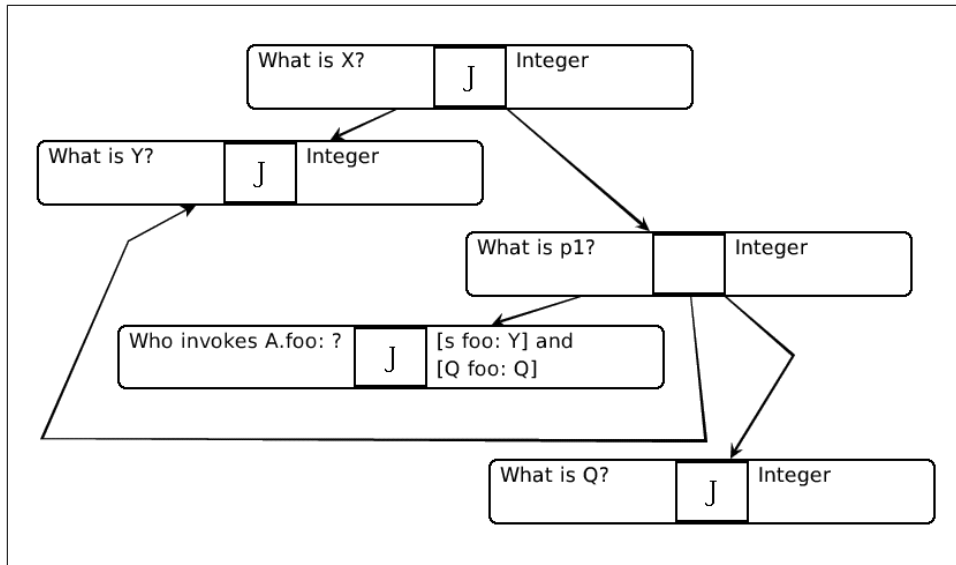 What is X? J Integer
What is Y? J Integer
What is p1? Integer
Who invokes A.foo: ? J [s foo: Y] and
[Q foo: Q]
What is Q? J Integer